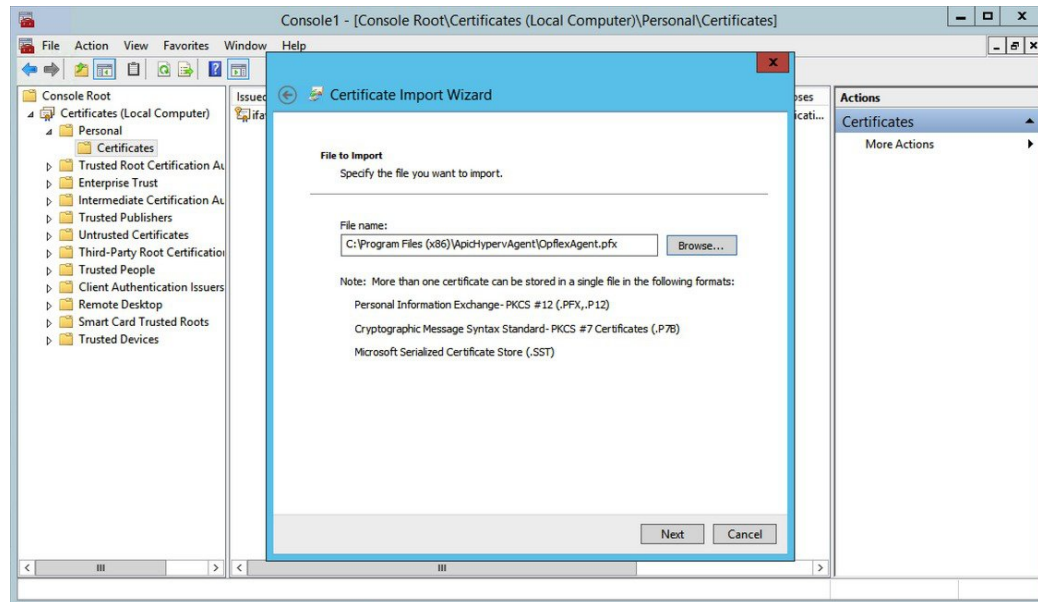 Console1 - [Console Root\Certificates (Local Computer)\Personal\Certificates]
File Action View Favorites Window Help
Console Root
Certificates (Local Computer)
Personal
Certificates
Trusted Root Certification Au
Enterprise Trust
Intermediate Certification Au
Trusted Publishers
Untrusted Certificates
Third-Party Root Certification
Trusted People
Client Authentication Issuers
Remote Desktop
Smart Card Trusted Roots
Trusted Devices
Issued
ifa
Certificate Import Wizard
File to Import
Specify the file you want to import.
File name:
C:\Program Files (x86)\ApicHypervAgent\OpflexAgent.pfx Browse...
Note: More than one certificate can be stored in a single file in the following formats:
Personal Information Exchange- PKCS #12 (.PFX,.P12)
Cryptographic Message Syntax Standard- PKCS #7 Certificates (.P7B)
Microsoft Serialized Certificate Store (.SST)
Next Cancel
oses
icati...
Actions
Certificates
More Actions